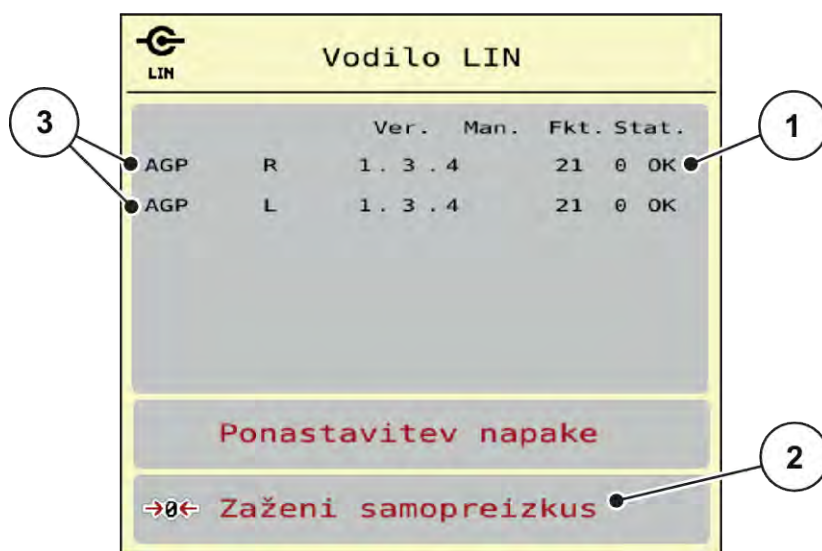 LIN
Vodilo LIN
Ver. Man. Fkt. Stat.
AGP R 1.3.4 21 0 OK
AGP L 1.3.4 21 0 OK
Ponastavitev napake
→0← Zaženi samopreizkus
3
1
2